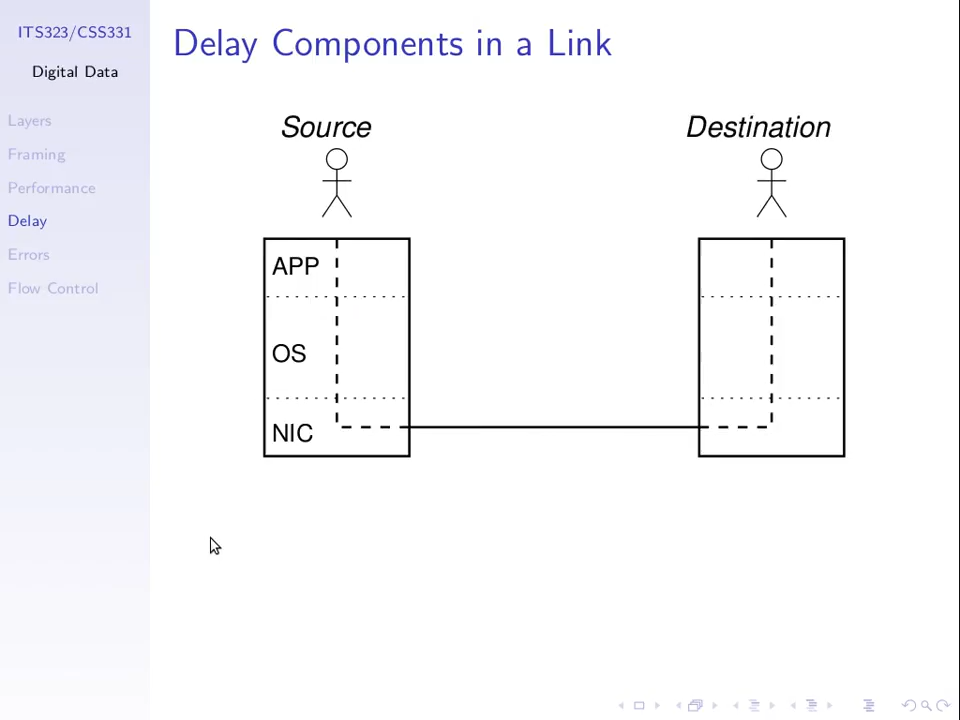 ITS323/CSS331
Digital Data
Layers
Framing
Performance
Delay
Errors
Flow Control
Delay Components in a Link
Source
Destination
APP
OS
NIC